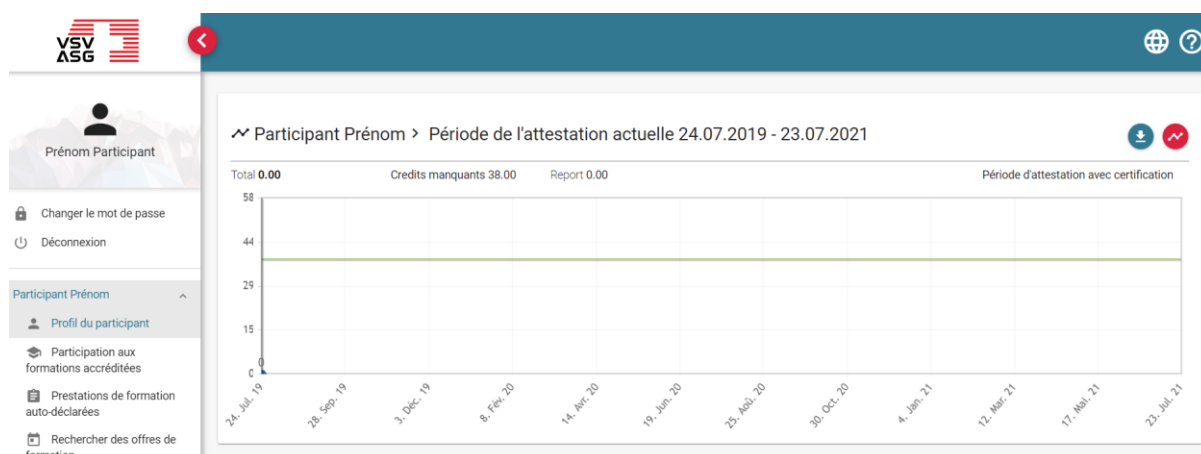 VSV
ASG
Prénom Participant
Changer le mot de passe
Déconnexion
Participant Prénom
Profil du participant
Participation aux
formations accréditées
Prestations de formation
auto-déclarées
Rechercher des offres de
formation
Participant Prénom > Période de l'attestation actuelle 24.07.2019 - 23.07.2021
Total 0.00 Credits manquants 38.00 Report 0.00 Période d'attestation avec certification
58
44
29
15
0
0
24. Jul. 19
28. Sep. 19
3. Déc. 19
8. Fév. 20
14. Avr. 20
19. Jun. 20
25. Aoû. 20
30. Oct. 20
4. Jan. 21
12. Mar. 21
17. Mai. 21
23. Jul. 21